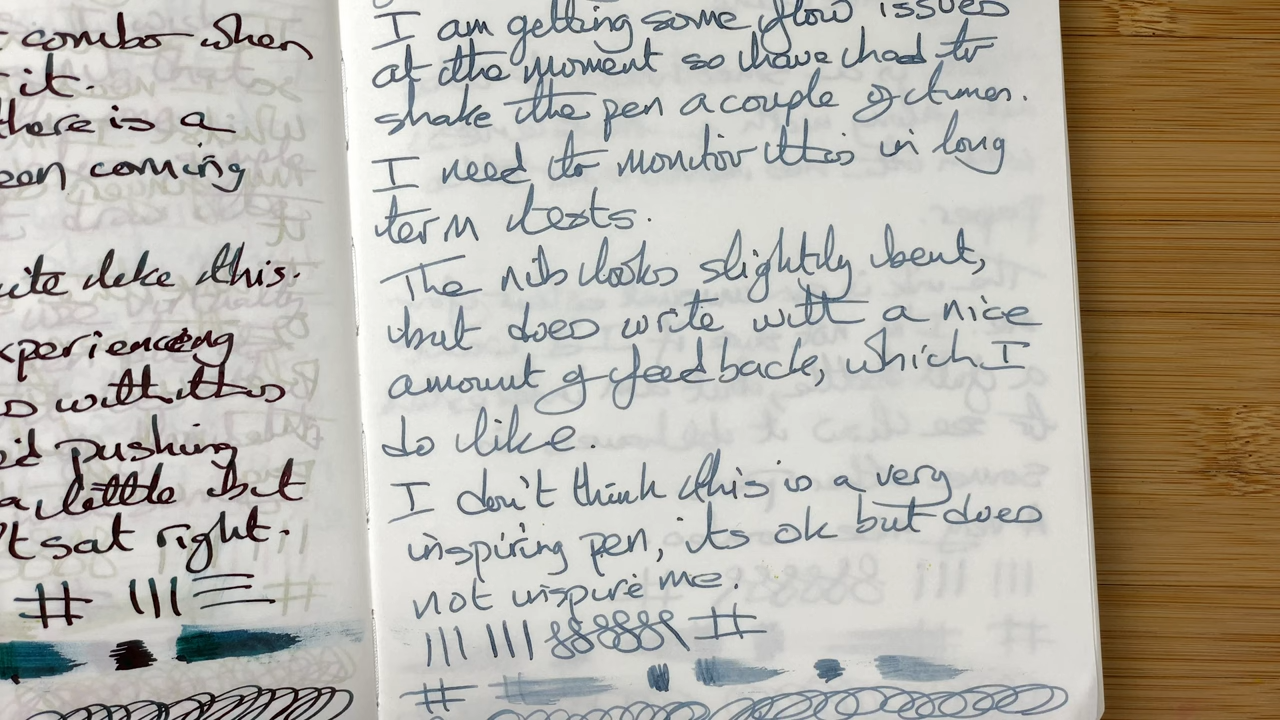 combo when
it.
there is a
een coming
ite like this.
xperiencing
with this
pushing
a little but
't sat right.
I am getting some flow issues
at the moment so have had to
shake the pen a couple of times.
I need to monitor this in long
term tests.
The nib looks slightly bent,
but does write with a nice
amount of feedback, which I
do like.
I don't think this is a very
inspiring pen, its ok but does
not inspire me.